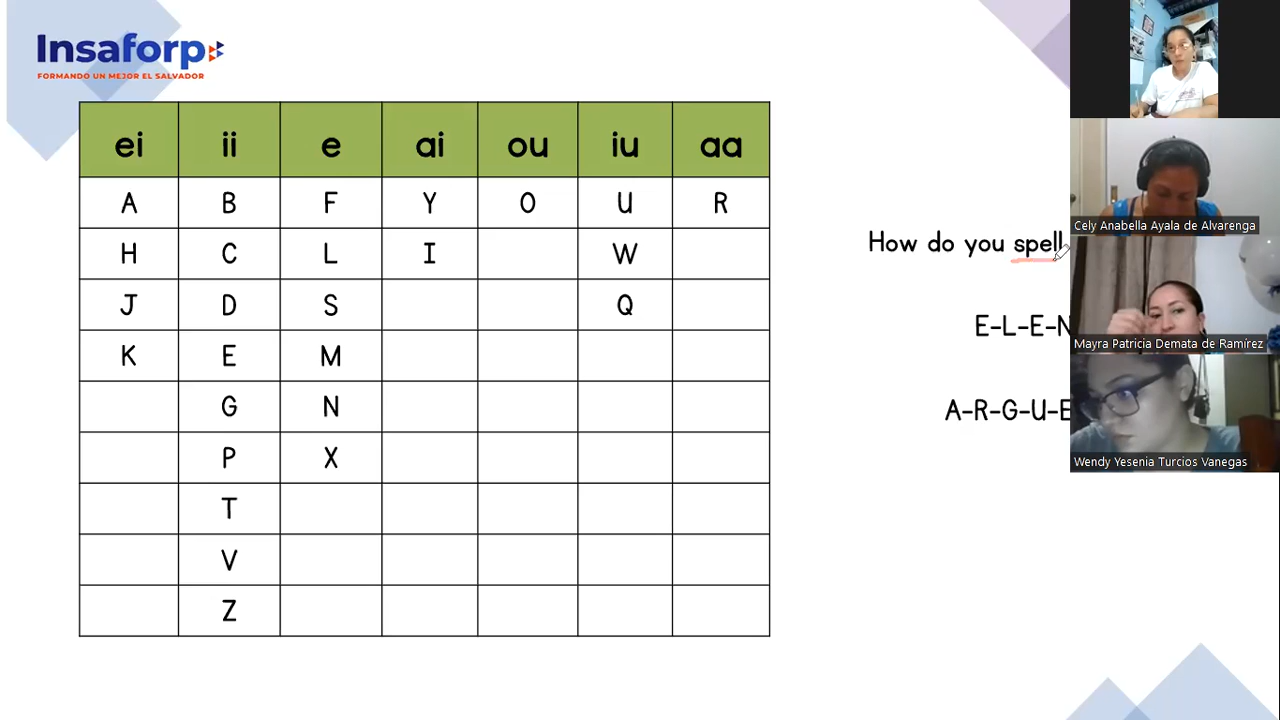 Insaforp
FORMANDO UN MEJOR EL SALVADOR
ei ii e ai ou iu aa
A B F Y O U R
H C L I W
J D S Q
K E M
G N
P X
T
V
Z
How do you spell
E-L-E-N
A-R-G-U-E
Cely Anabella Ayala de Alvarenga
Mayra Patricia Demata de Ramírez
Wendy Yesenia Turcios Vanegas